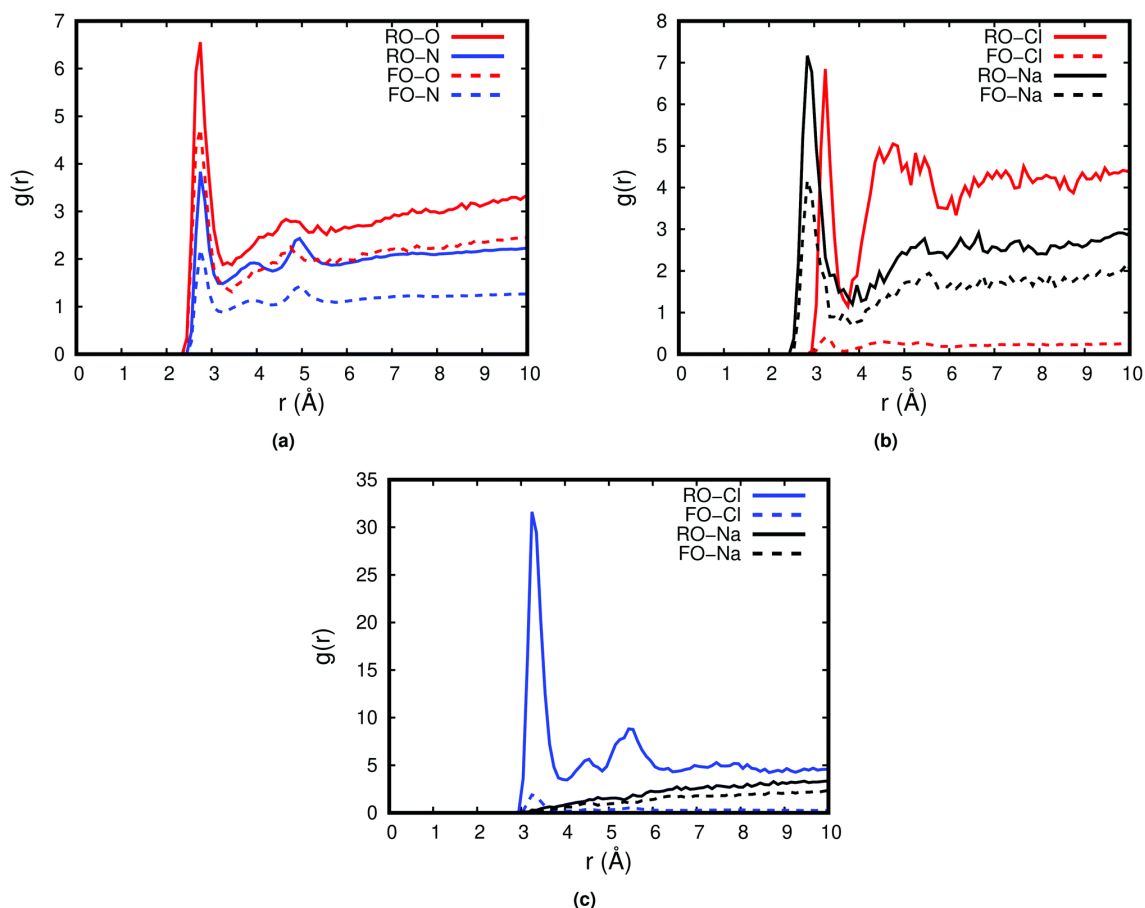 7
6
5
4
3
2
1
0
g(r)
RO−O
RO−N
FO−O
FO−N
0 1 2 3 4 5 6 7 8 9 10
r (Å)
(a)
8
7
6
5
4
3
2
1
0
g(r)
RO−Cl
FO−Cl
RO−Na
FO−Na
0 1 2 3 4 5 6 7 8 9 10
r (Å)
(b)
35
30
25
20
15
10
5
0
g(r)
RO−Cl
FO−Cl
RO−Na
FO−Na
0 1 2 3 4 5 6 7 8 9 10
r (Å)
(c)